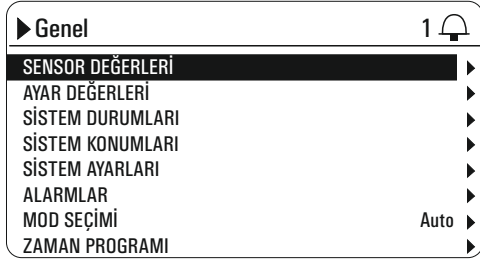 Genel 1
SENSOR DEĞERLERİ
AYAR DEĞERLERİ
SİSTEM DURUMLARI
SİSTEM KONUMLARI
SİSTEM AYARLARI
ALARMLAR
MOD SEÇİMİ Auto
ZAMAN PROGRAMI